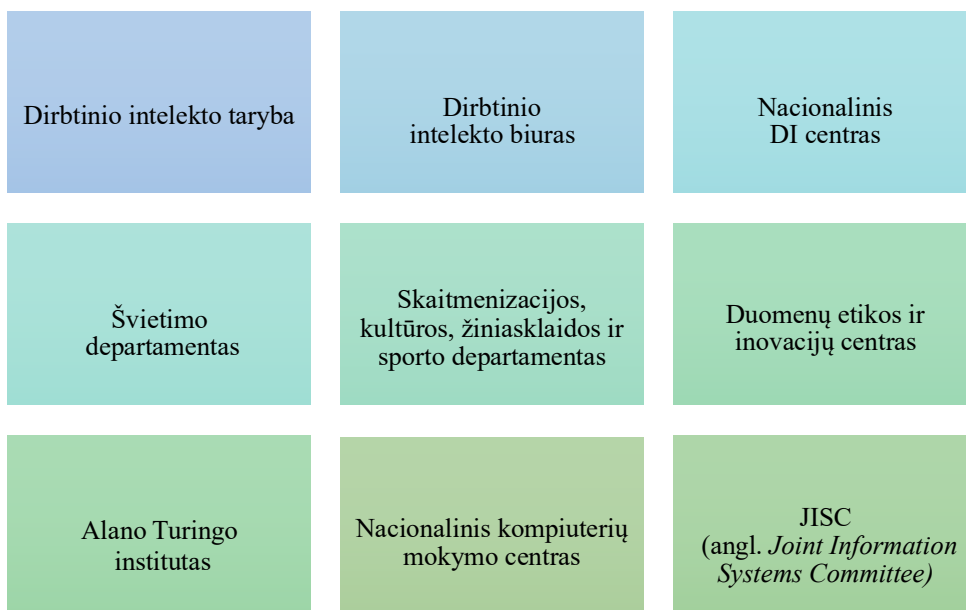 Dirbtinio intelekto taryba
Dirbtinio
intelekto biuras
Nacionalinis
DI centras
Švietimo
departamentas
Skaitmenizacijos,
kultūros, žiniasklaidos ir
sporto departamentas
Duomenų etikos ir
inovacijų centras
Alano Turingo
institutas
Nacionalinis kompiuterių
mokymo centras
JISC
(angl. Joint Information
Systems Committee)